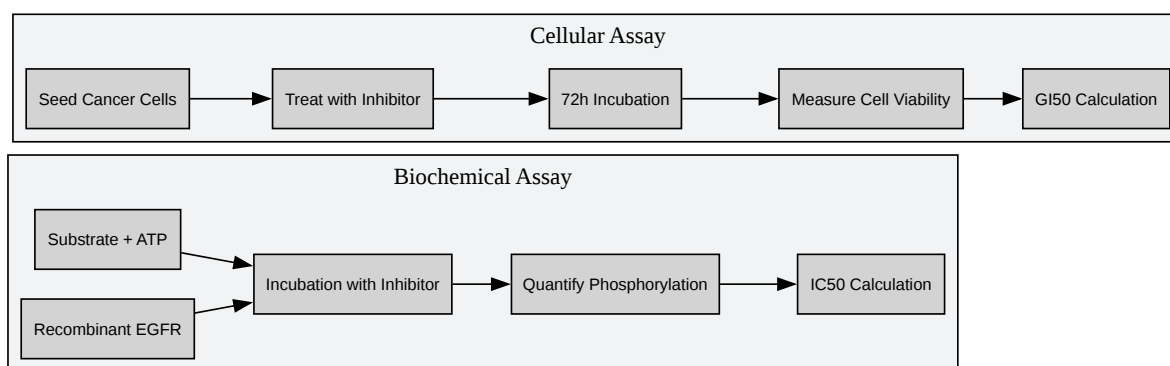 Cellular Assay
Seed Cancer Cells
Treat with Inhibitor
72h Incubation
Measure Cell Viability
GI50 Calculation
Biochemical Assay
Substrate + ATP
Recombinant EGFR
Incubation with Inhibitor
Quantify Phosphorylation
IC50 Calculation